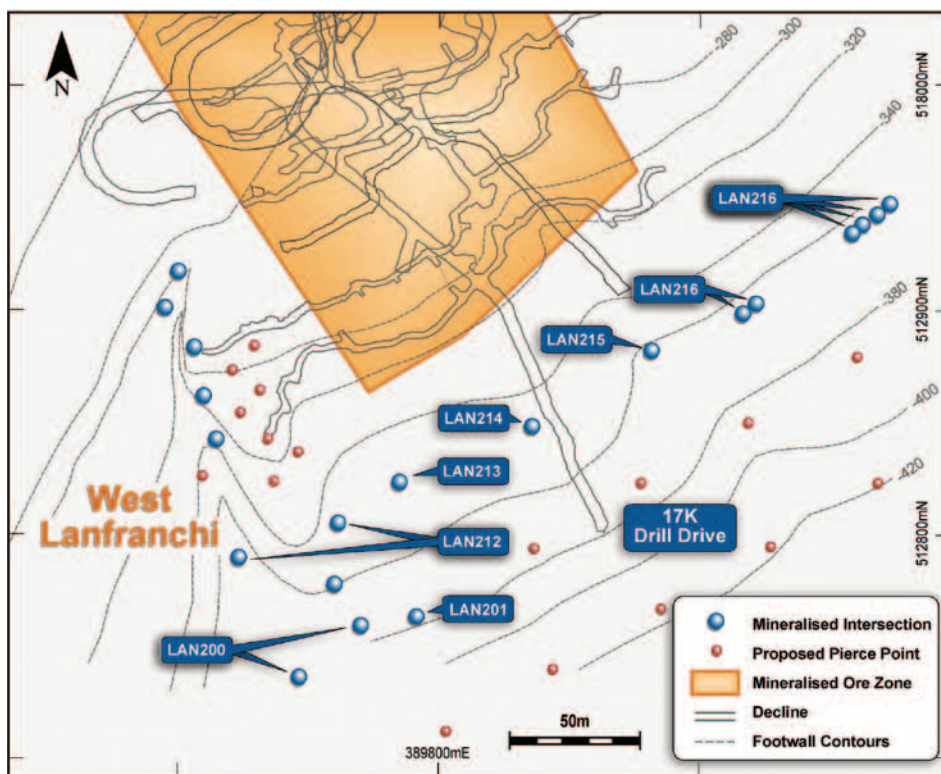 -280
-300
-320
518000mN
-340
LAN216
N
LAN216
512900mN
-380
LAN215
-400
LAN214
-420
LAN213
West
Lanfranchi
17K
Drill Drive
LAN212
512800mN
LAN201
LAN200
Mineralised Intersection
Proposed Pierce Point
Mineralised Ore Zone
Decline
Footwall Contours
50m
389800mE